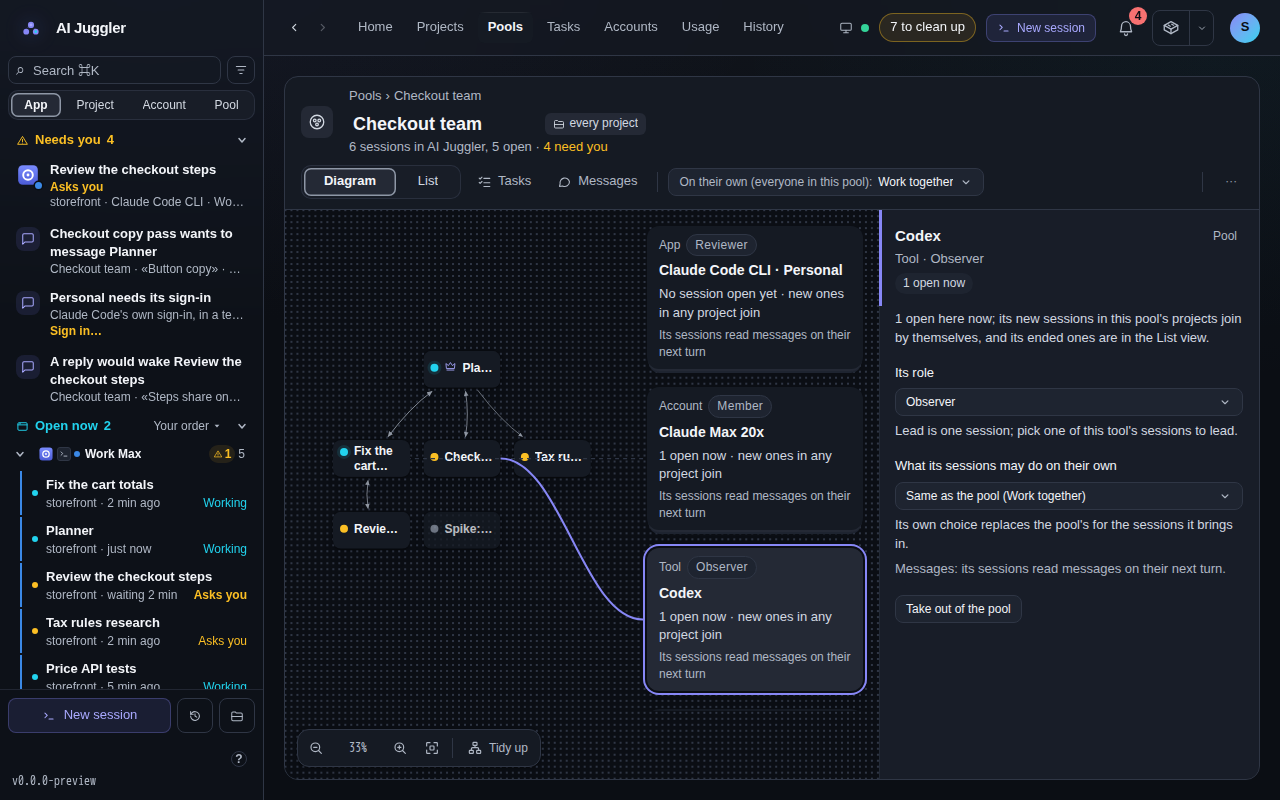 AI Juggler
Search ⌘K
App
Project
Account
Pool
Needs you 4
Review the checkout steps
Asks you
storefront · Claude Code CLI · Wo…
Checkout copy pass wants to
message Planner
Checkout team · «Button copy» · …
Personal needs its sign-in
Claude Code's own sign-in, in a te…
Sign in…
A reply would wake Review the
checkout steps
Checkout team · «Steps share on…
Open now 2
Your order
Work Max
1
5
Fix the cart totals
storefront · 2 min ago
Working
Planner
storefront · just now
Working
Review the checkout steps
storefront · waiting 2 min
Asks you
Tax rules research
storefront · 2 min ago
Asks you
Price API tests
storefront · 5 min ago
Working
New session
?
v0.0.0-preview
Home
Projects
Pools
Tasks
Accounts
Usage
History
7 to clean up
New session
4
S
Pools › Checkout team
Checkout team
every project
6 sessions in AI Juggler, 5 open · 4 need you
Diagram
List
Tasks
Messages
On their own (everyone in this pool): Work together
…
Pla…
Fix the
cart…
Check…
Tax ru…
Revie…
Spike:…
App
Reviewer
Claude Code CLI · Personal
No session open yet · new ones
in any project join
Its sessions read messages on their
next turn
Account
Member
Claude Max 20x
1 open now · new ones in any
project join
Its sessions read messages on their
next turn
Tool
Observer
Codex
1 open now · new ones in any
project join
Its sessions read messages on their
next turn
33%
Tidy up
Codex
Pool
Tool · Observer
1 open now
1 open here now; its new sessions in this pool's projects join
by themselves, and its ended ones are in the List view.
Its role
Observer
Lead is one session; pick one of this tool's sessions to lead.
What its sessions may do on their own
Same as the pool (Work together)
Its own choice replaces the pool's for the sessions it brings
in.
Messages: its sessions read messages on their next turn.
Take out of the pool